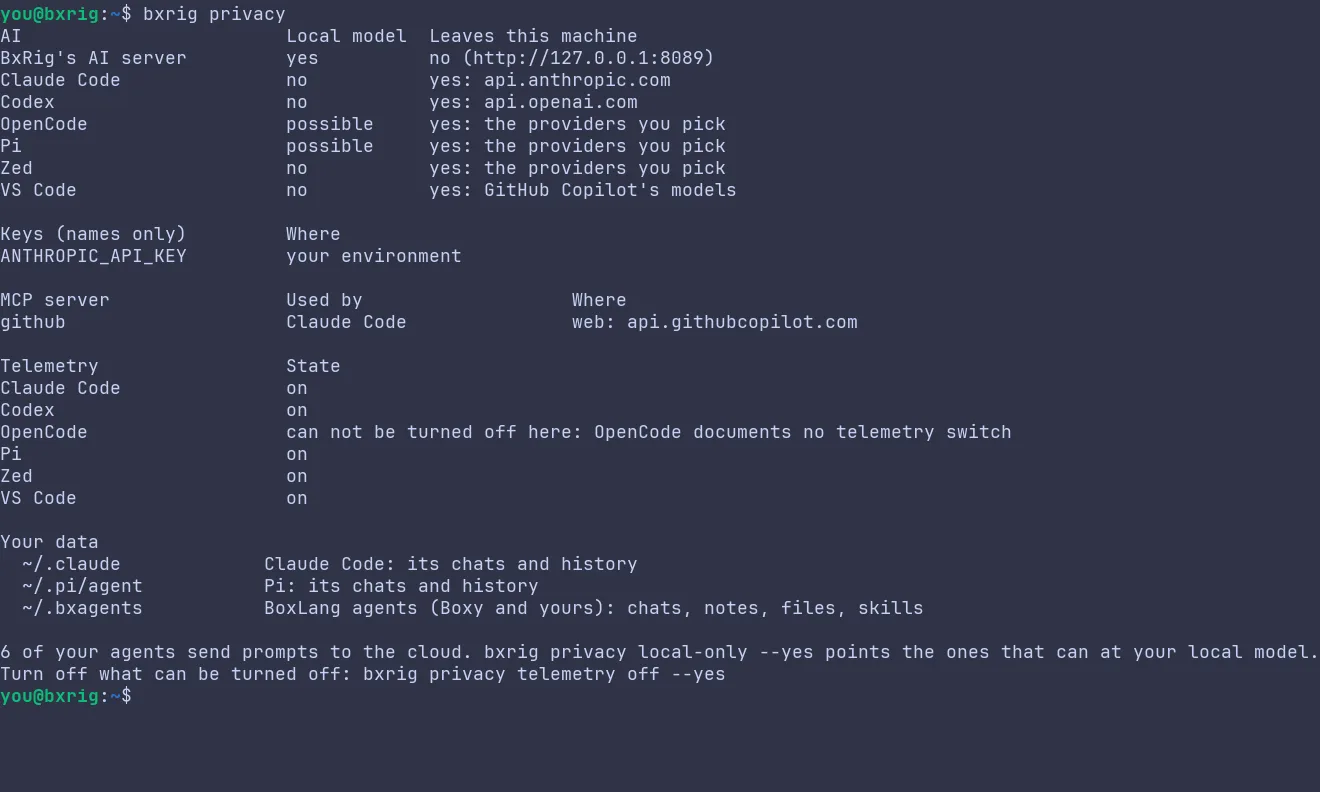 you@bxrig:~$ bxrig privacy
AI Local model Leaves this machine
BxRig's AI server yes no (http://127.0.0.1:8089)
Claude Code no yes: api.anthropic.com
Codex no yes: api.openai.com
OpenCode possible yes: the providers you pick
Pi possible yes: the providers you pick
Zed no yes: the providers you pick
VS Code no yes: GitHub Copilot's models
Keys (names only) Where
ANTHROPIC_API_KEY your environment
MCP server Used by Where
github Claude Code web: api.githubcopilot.com
Telemetry State
Claude Code on
Codex on
OpenCode can not be turned off here: OpenCode documents no telemetry switch
Pi on
Zed on
VS Code on
Your data
~/.claude Claude Code: its chats and history
~/.pi/agent Pi: its chats and history
~/.bxagents BoxLang agents (Boxy and yours): chats, notes, files, skills
6 of your agents send prompts to the cloud. bxrig privacy local-only --yes points the ones that can at your local model.
Turn off what can be turned off: bxrig privacy telemetry off --yes
you@bxrig:~$